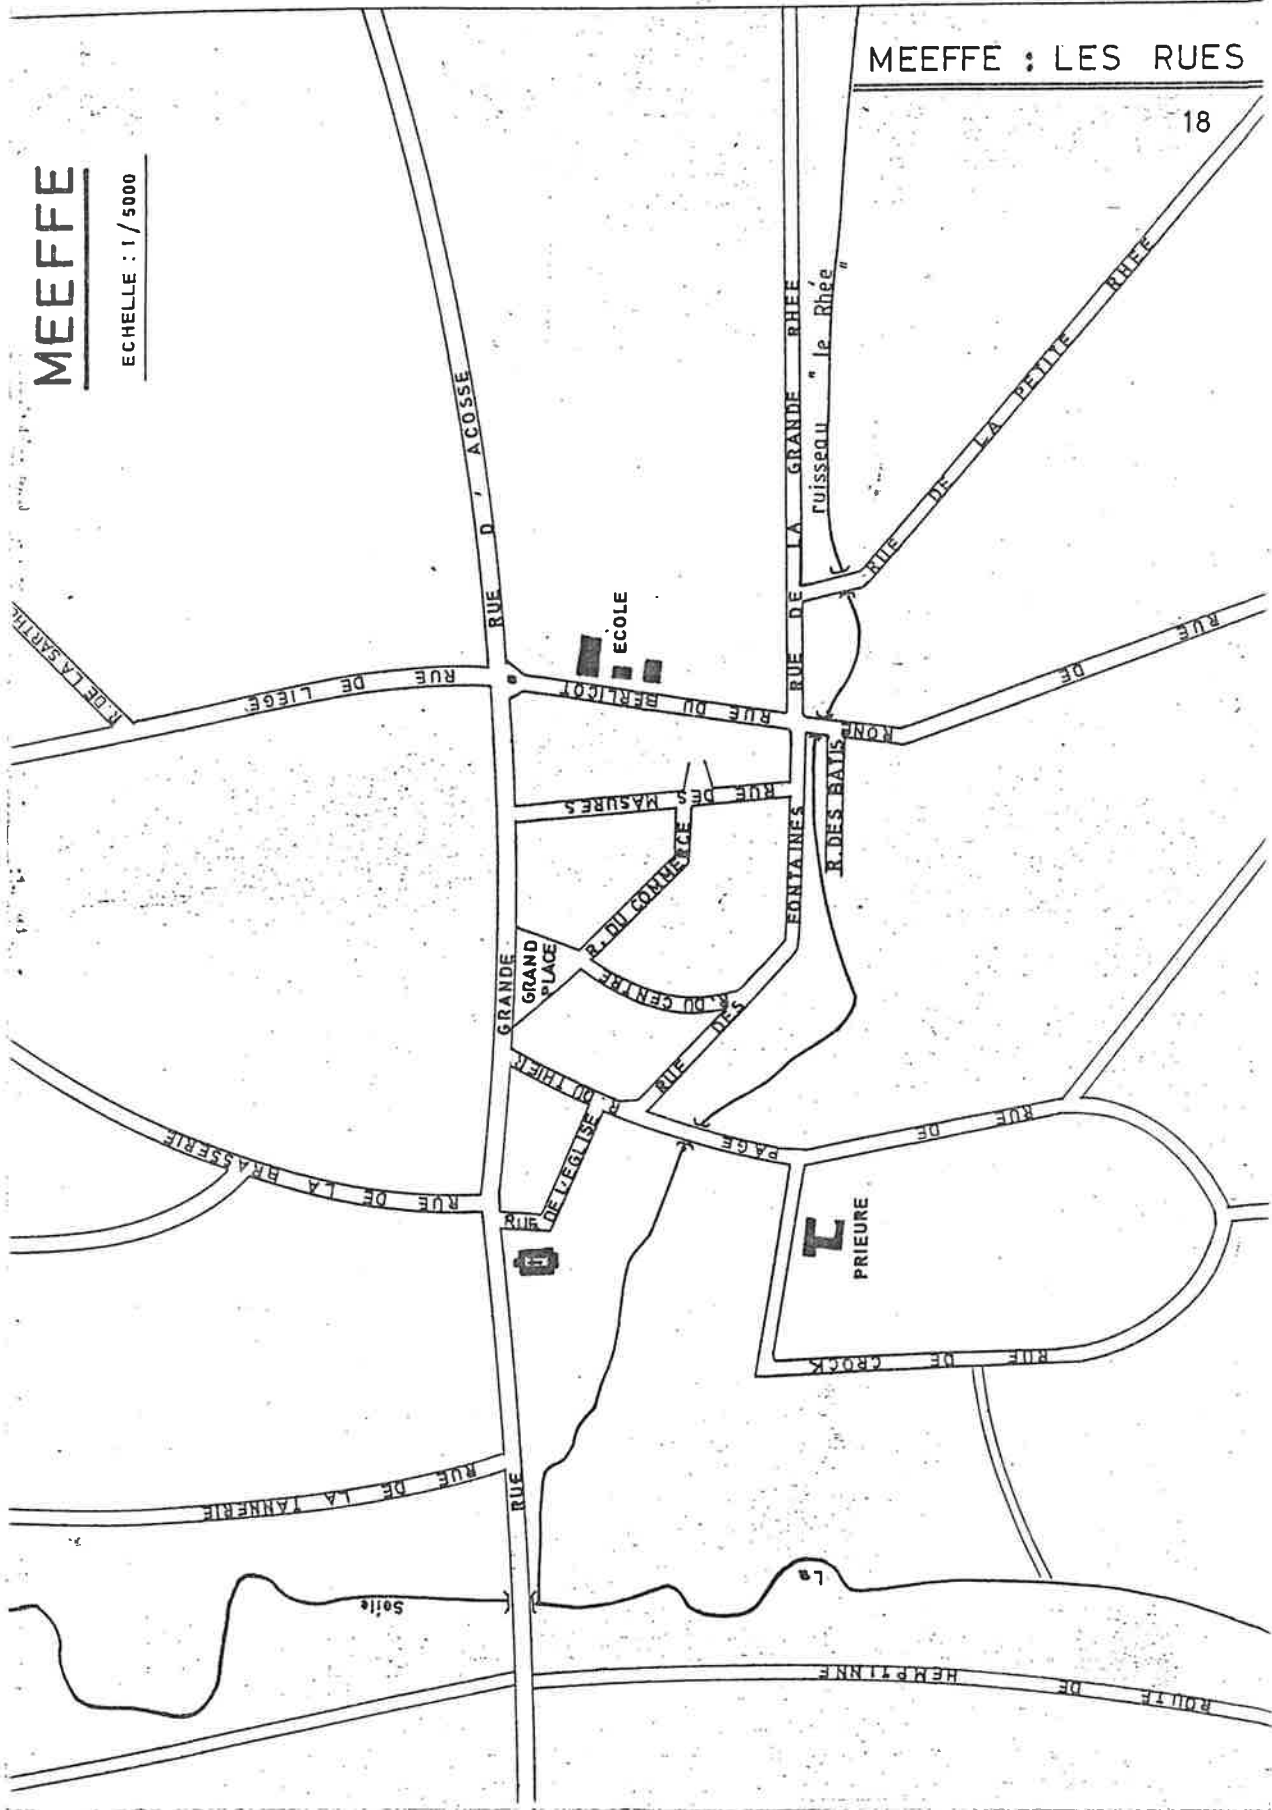 MEEFFE : LES RUES
18
MEEFFE
ECHELLE : 1 / 5000
RUE D' ACOSSE
R. DE LA SARTHE
RUE DE LIEGE
ECOLE
RUE DU BERLICOT
RUE DE LA GRANDE RHEE
ruisseau " le Rhée "
RUE DE LA PETITE RHEE
RUE DE RONE
R. DES BATIS
RUE DES MASURES
R. DU COMMERCE
GRAND
PLACE
R. DU CENTRE
RUE DES FONTAINES
GRANDE RUE
R. DU THIER
RUE DE L'EGLISE
RUE DE LA BRASSERIE
RUE DE PAGE
PRIEURE
RUE DE CROCK
RUE DE LA TANNERIE
La Soile
ROUTE DE HEMPTINNE